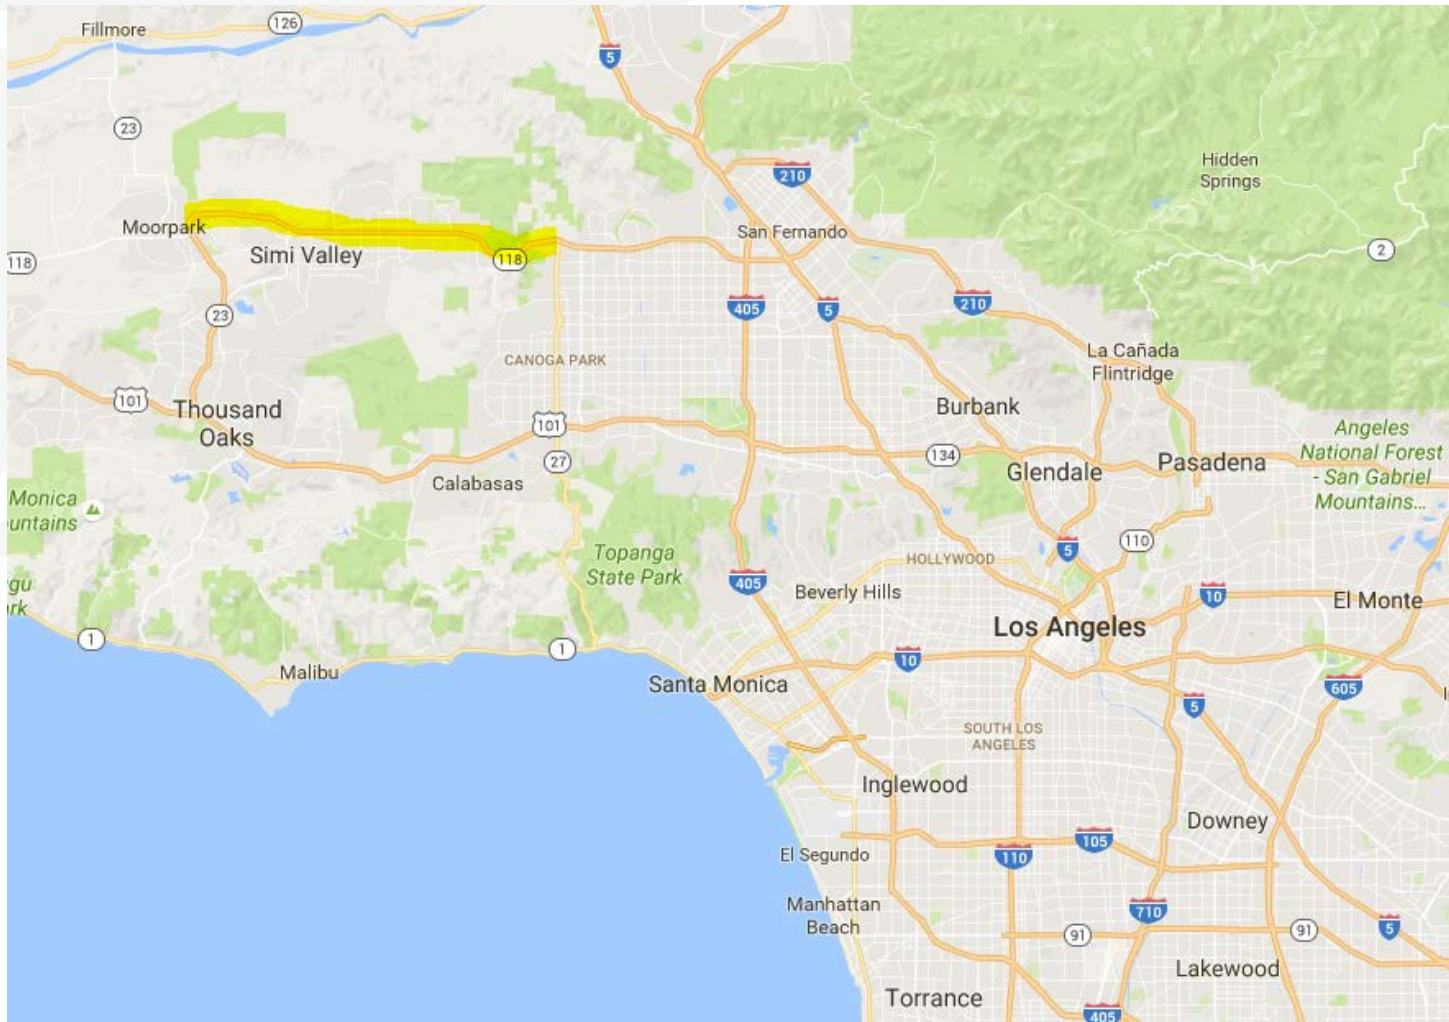 Fillmore
126
5
23
210
Hidden
Springs
Moorpark
San Fernando
2
118
Simi Valley
118
23
405
5
210
CANOGA PARK
La Cañada
Flintridge
101
Thousand
Oaks
101
Burbank
Angeles
National Forest
- San Gabriel
Mountains...
27
134
Glendale
Pasadena
Calabasas
Monica
ountains
110
5
HOLLYWOOD
Topanga
State Park
405
Beverly Hills
10
El Monte
gu
rk
1
Los Angeles
1
10
Malibu
Santa Monica
605
5
SOUTH LOS
ANGELES
Inglewood
Downey
105
El Segundo
110
Manhattan
Beach
710
91
91
5
Lakewood
Torrance
405